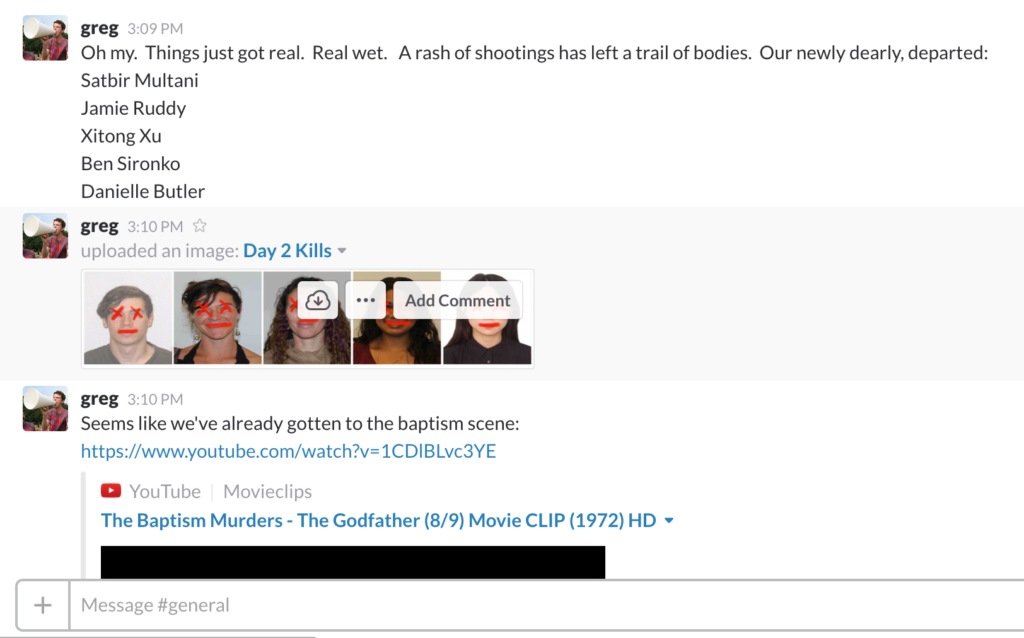 greg 3:09 PM
Oh my. Things just got real. Real wet. A rash of shootings has left a trail of bodies. Our newly dearly, departed:
Satbir Multani
Jamie Ruddy
Xitong Xu
Ben Sironko
Danielle Butler
greg 3:10 PM
uploaded an image: Day 2 Kills
Add Comment
greg 3:10 PM
Seems like we've already gotten to the baptism scene:
https://www.youtube.com/watch?v=1CDlBLvc3YE
YouTube | Movieclips
The Baptism Murders - The Godfather (8/9) Movie CLIP (1972) HD
Message #general